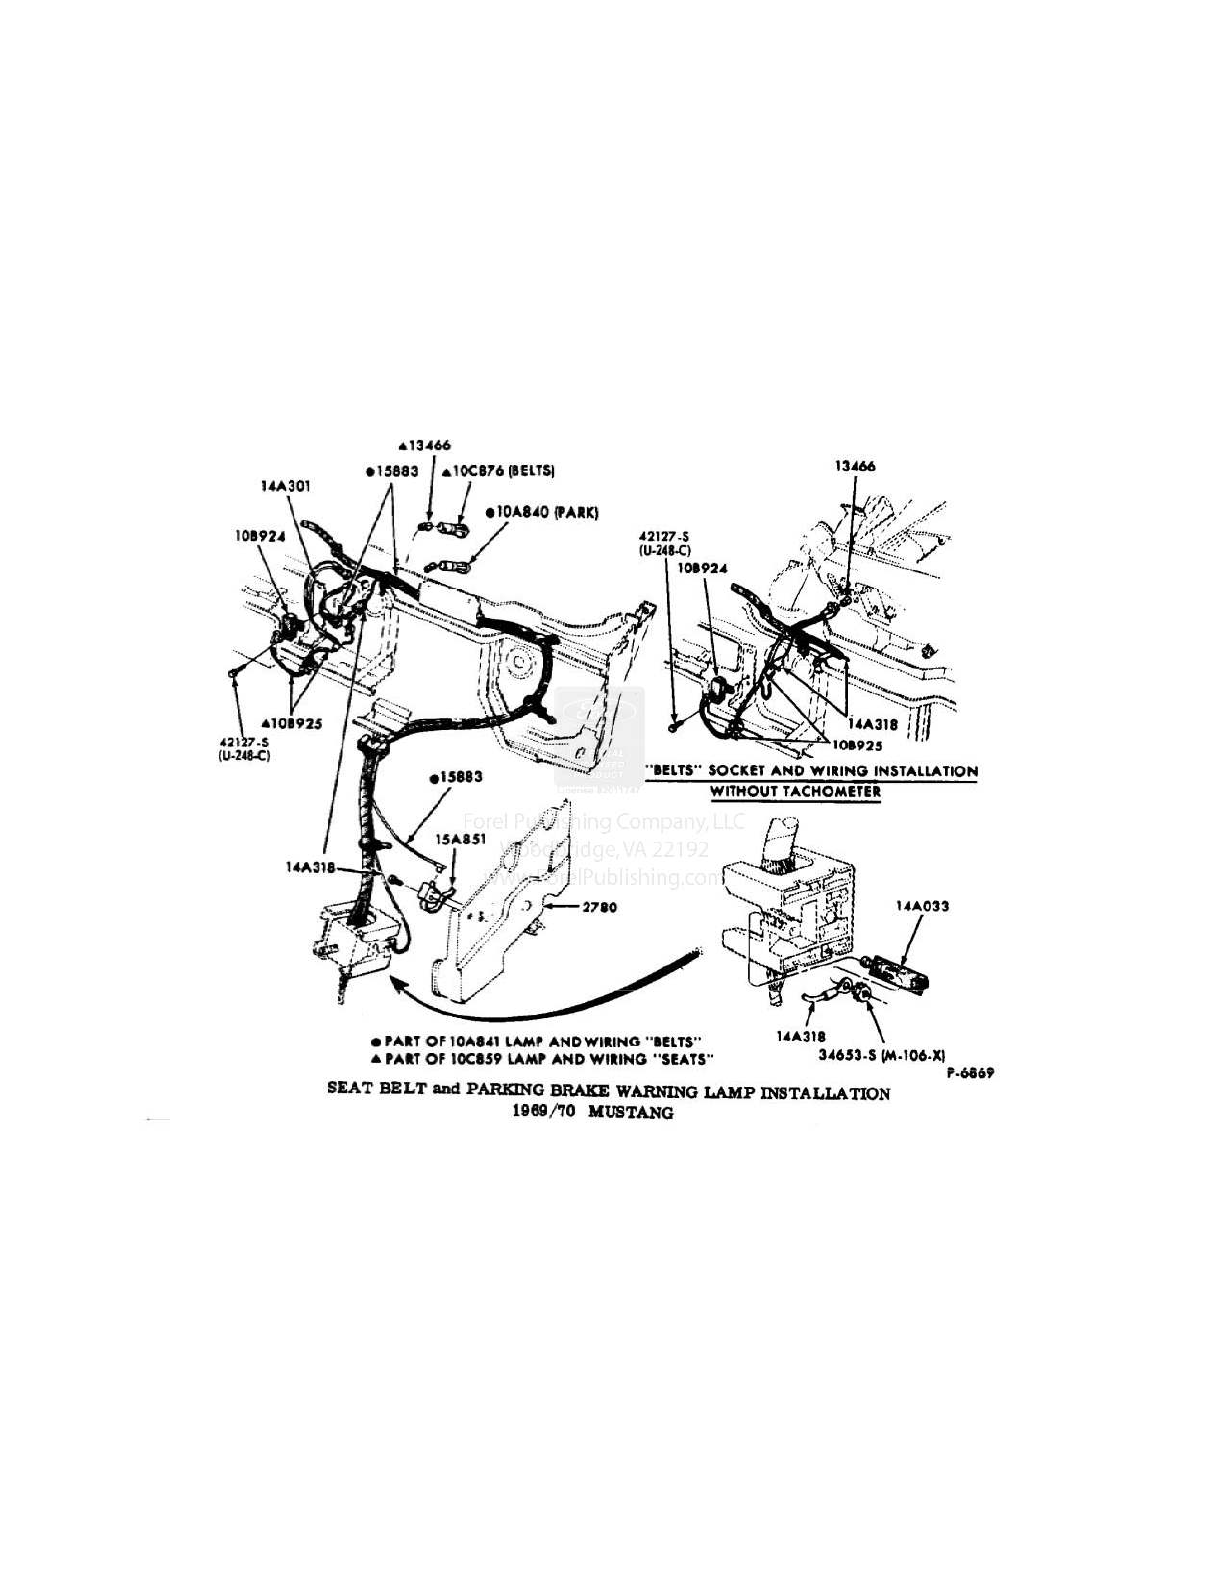 ▲13466
●15883
▲10C876 (BELTS)
14A301
●10A840 (PARK)
10B924
▲10B925
42127-S
(U-248-C)
●15883
15A851
14A318
2780
13466
42127-S
(U-248-C)
10B924
14A318
10B925
"BELTS" SOCKET AND WIRING INSTALLATION
WITHOUT TACHOMETER
Forel Publishing Company, LLC
Woodbridge, VA 22192
www.ForelPublishing.com
14A033
14A318
34653-S (M-106-X)
● PART OF 10A841 LAMP AND WIRING "BELTS"
▲ PART OF 10C859 LAMP AND WIRING "SEATS"
P-6869
SEAT BELT and PARKING BRAKE WARNING LAMP INSTALLATION
1969/70 MUSTANG